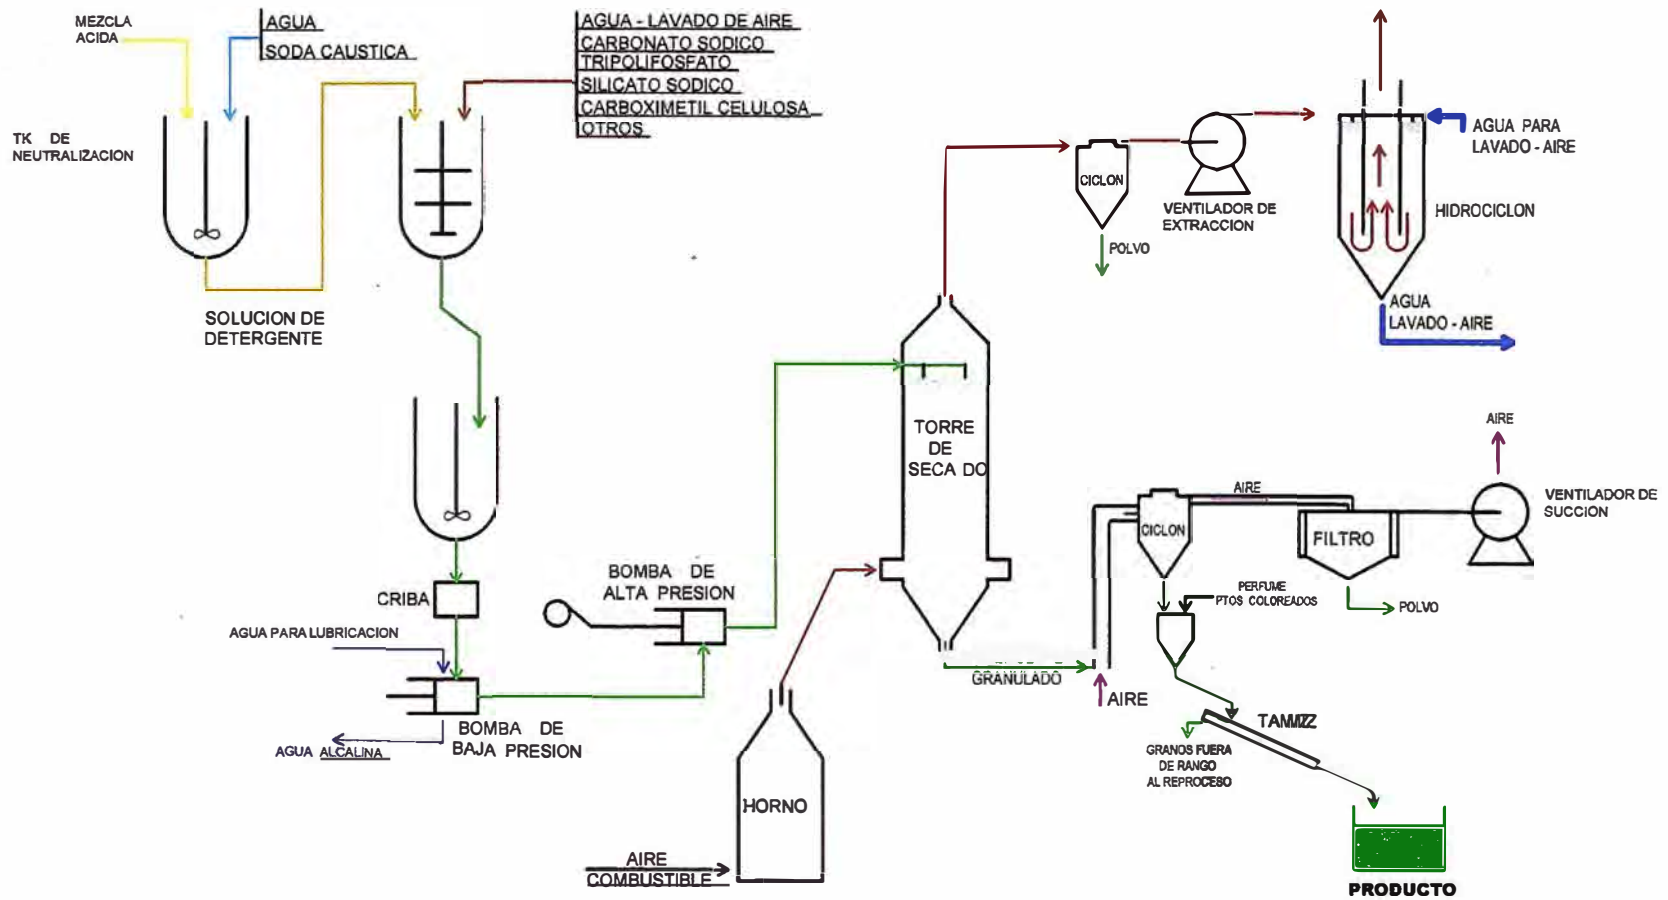 MEZCLA
ACIDA
AGUA
SODA CAUSTICA
AGUA - LAVADO DE AIRE
CARBONATO SODICO
TRIPOLIFOSFATO
SILICATO SODICO
CARBOXIMETIL CELULOSA
OTROS
TK DE
NEUTRALIZACION
SOLUCION DE
DETERGENTE
CICLON
POLVO
VENTILADOR DE
EXTRACCION
AGUA PARA
LAVADO - AIRE
HIDROCICLON
AGUA
LAVADO - AIRE
TORRE
DE
SECA DO
CRIBA
AGUA PARA LUBRICACION
AGUA ALCALINA
BOMBA DE
BAJA PRESION
BOMBA DE
ALTA PRESION
HORNO
AIRE
COMBUSTIBLE
GRANULADO
AIRE
CICLON
AIRE
FILTRO
POLVO
AIRE
VENTILADOR DE
SUCCION
PERFUME
PTOS COLOREADOS
TAMIZ
GRANOS FUERA
DE RANGO
AL REPROCESO
PRODUCTO